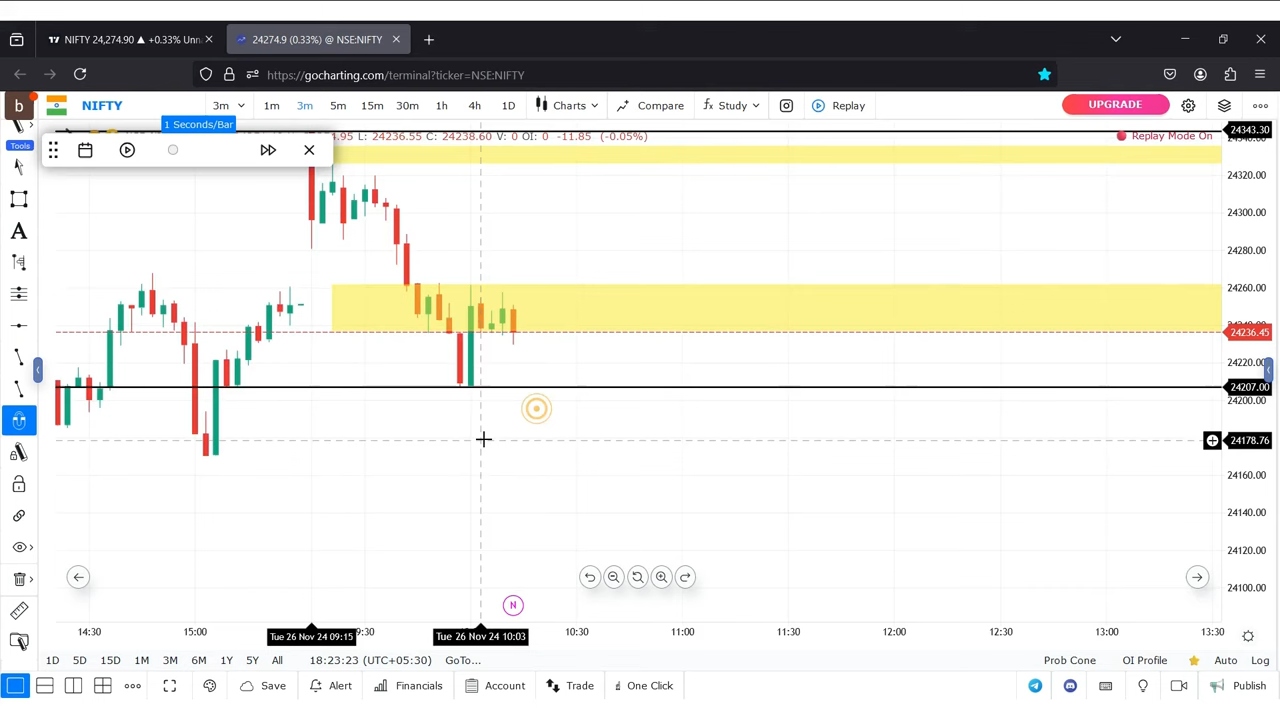 NIFTY 24,274.90 ▲ +0.33% Unn
24274.9 (0.33%) @ NSE:NIFTY
https://gocharting.com/terminal?ticker=NSE:NIFTY
b NIFTY 3m 1m 3m 5m 15m 30m 1h 4h 1D Charts Compare fx Study Replay UPGRADE
1 Seconds/Bar
.95 L: 24236.55 C: 24238.60 V: 0 OI: 0 -11.85 (-0.05%)
Replay Mode On
24343.30
Tools
24320.00
24300.00
24280.00
24260.00
24236.45
24220.00
24207.00
24200.00
24178.76
24160.00
24140.00
24120.00
24100.00
N
14:30 15:00 Tue 26 Nov 24 09:15 9:30 Tue 26 Nov 24 10:03 10:30 11:00 11:30 12:00 12:30 13:00 13:30
1D 5D 15D 1M 3M 6M 1Y 5Y All 18:23:23 (UTC+05:30) GoTo... Prob Cone OI Profile Auto Log
Save Alert Financials Account Trade One Click Publish